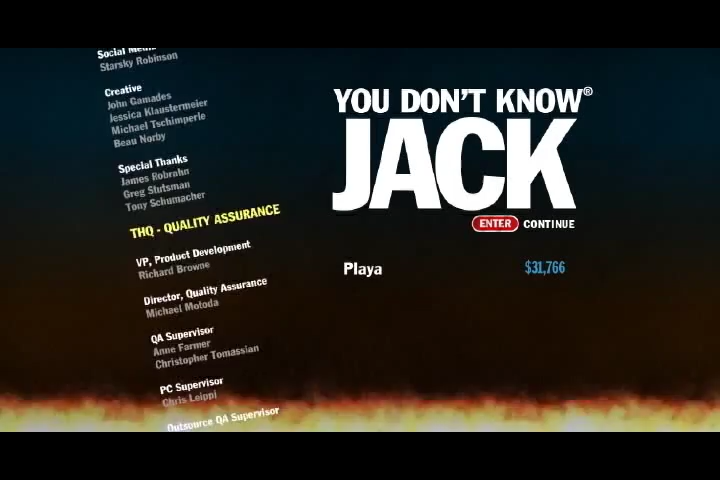 Social Media
Starsky Robinson
Creative
John Gamades
Jessica Klaustermeier
Michael Tschimperle
Beau Norby
Special Thanks
James Robrahn
Greg Stutsman
Tony Schumacher
THQ - QUALITY ASSURANCE
VP, Product Development
Richard Browne
Director, Quality Assurance
Michael Motoda
QA Supervisor
Anne Farmer
Christopher Tomassian
PC Supervisor
Chris Leippi
Outsource QA Supervisor
YOU DON'T KNOW®
JACK
ENTER CONTINUE
Playa $31,766